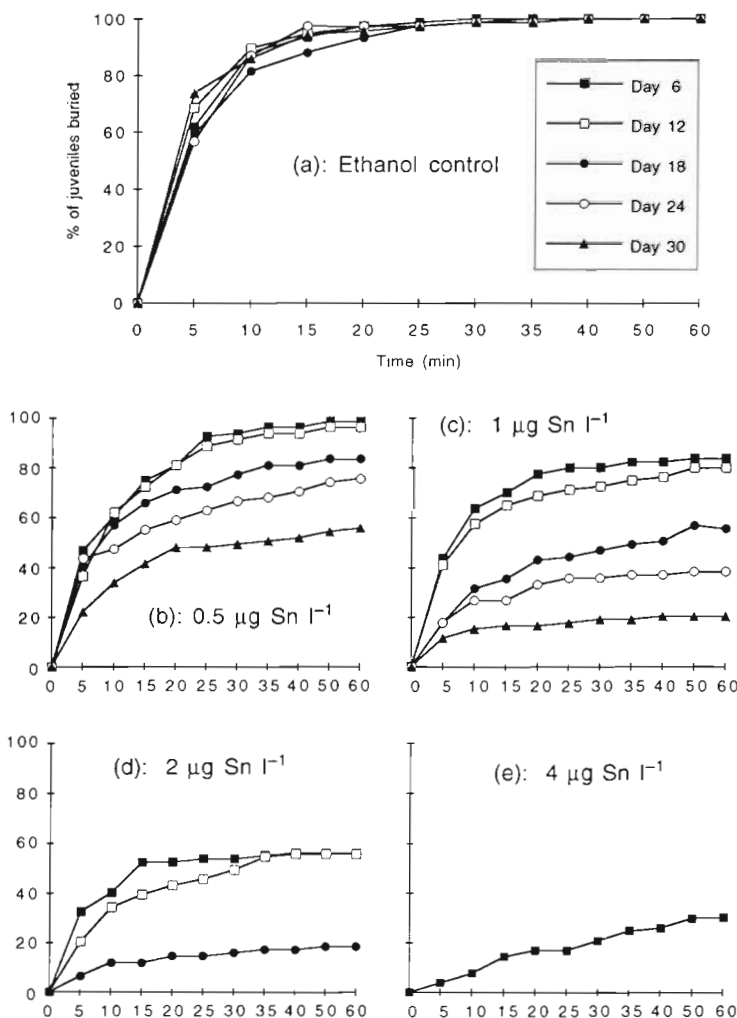 % of juveniles buried
100
80
60
40
20
0
(a): Ethanol control
Day 6
Day 12
Day 18
Day 24
Day 30
0 5 10 15 20 25 30 35 40 50 60
Time (min)
100
80
60
40
20
0
(b): 0.5 µg Sn l⁻¹
0 5 10 15 20 25 30 35 40 50 60
(c): 1 µg Sn l⁻¹
0 5 10 15 20 25 30 35 40 50 60
100
80
60
40
20
0
(d): 2 µg Sn l⁻¹
0 5 10 15 20 25 30 35 40 50 60
(e): 4 µg Sn l⁻¹
0 5 10 15 20 25 30 35 40 50 60